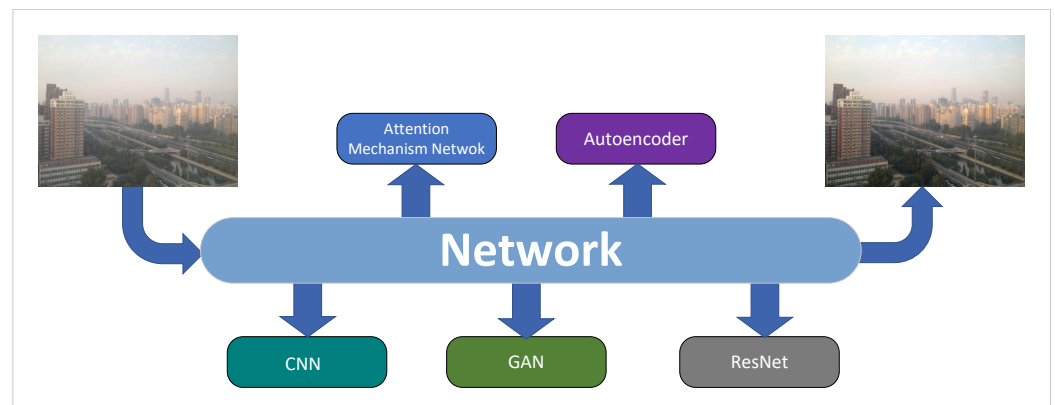 Attention
Mechanism Netwok
Autoencoder
Network
CNN
GAN
ResNet